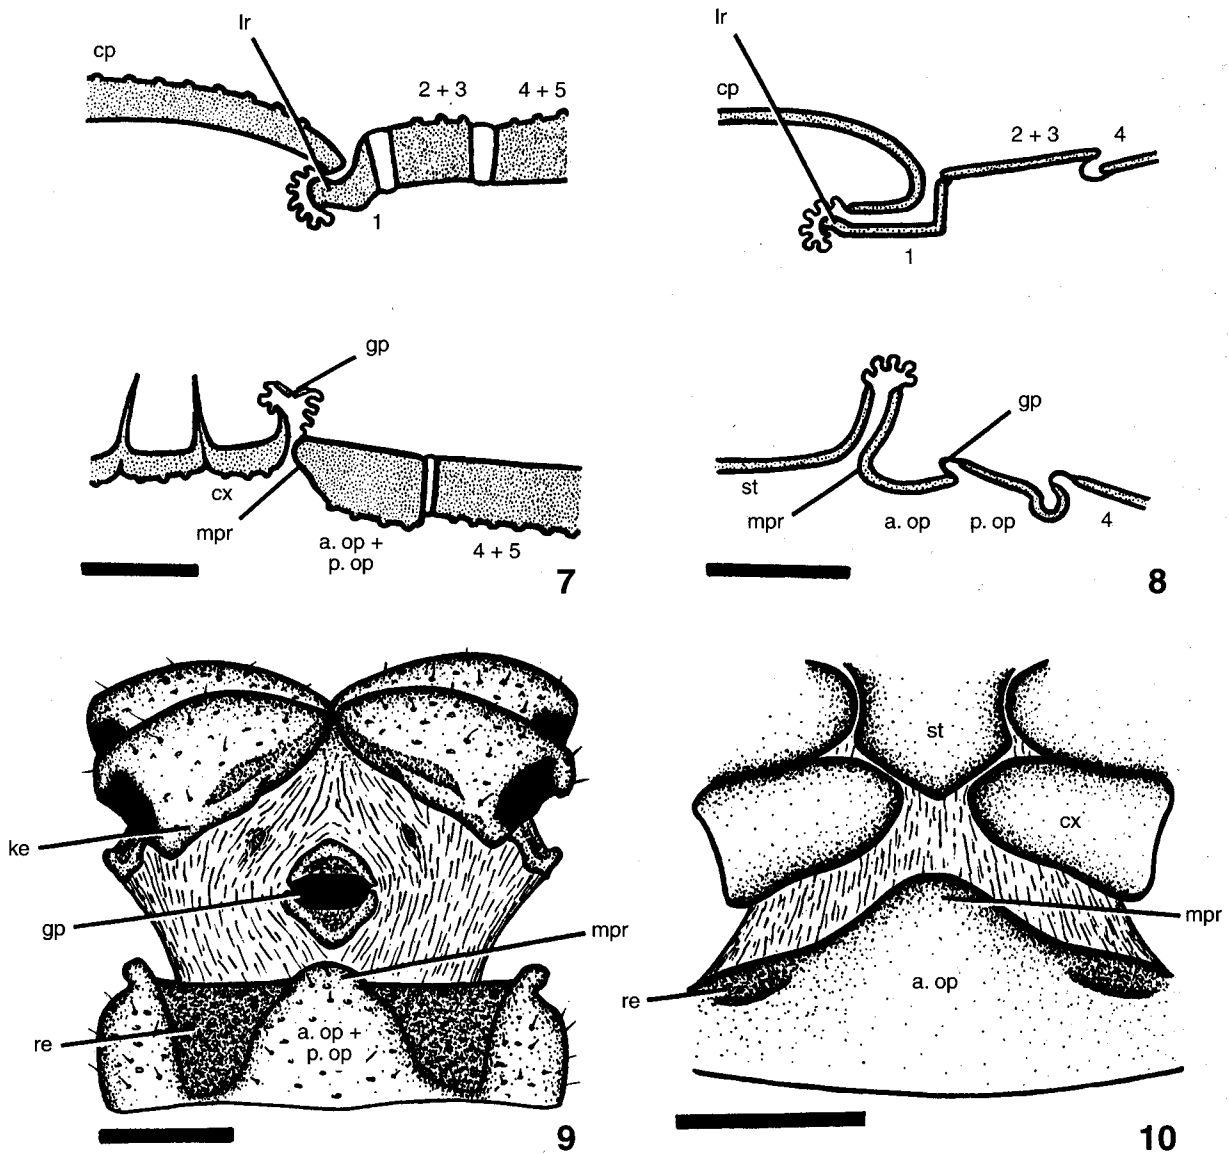 lr
cp
2 + 3
4 + 5
1
gp
cx
mpr
a. op +
p. op
4 + 5
7
lr
cp
2 + 3
4
1
gp
st
mpr
a. op
p. op
4
8
ke
gp
mpr
re
a. op +
p. op
9
st
cx
mpr
re
a. op
10